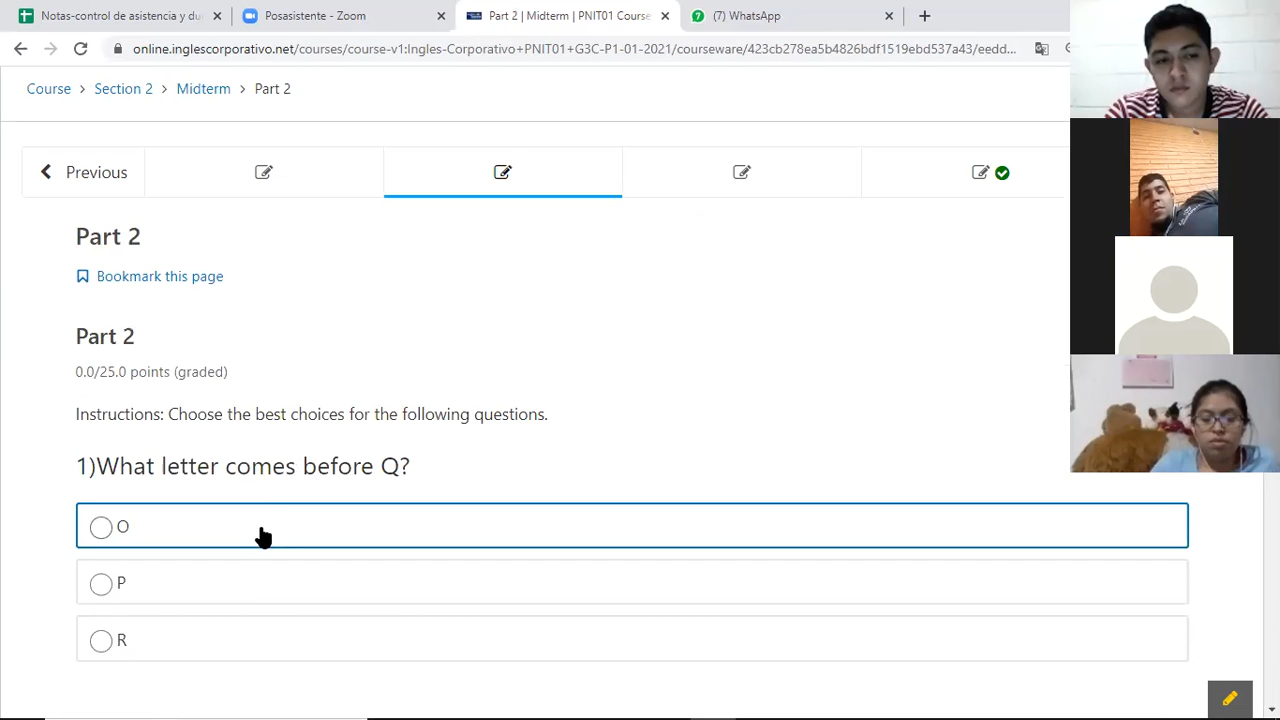 Notas-control de asistencia y du
Posasistente - Zoom
Part 2 | Midterm | PNIT01 Course
(7) WhatsApp
online.inglescorporativo.net/courses/course-v1:Ingles-Corporativo+PNIT01+G3C-P1-01-2021/courseware/423cb278ea5b4826bdf1519ebd537a43/eedd...
Course > Section 2 > Midterm > Part 2
Previous
Part 2
Bookmark this page
Part 2
0.0/25.0 points (graded)
Instructions: Choose the best choices for the following questions.
1)What letter comes before Q?
O
P
R